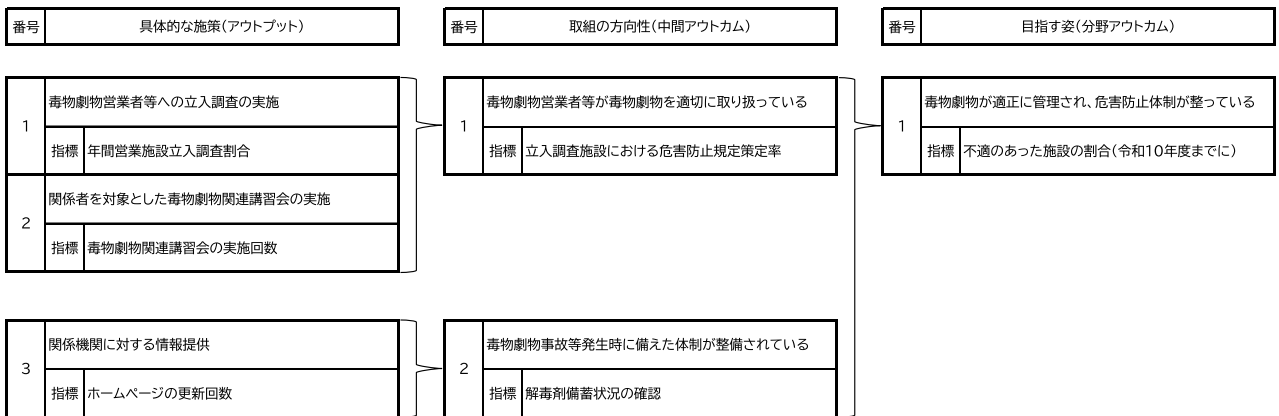 番号 具体的な施策(アウトプット) 番号 取組の方向性(中間アウトカム) 番号 目指す姿(分野アウトカム)
1 毒物劇物営業者等への立入調査の実施
指標 年間営業施設立入調査割合
2 関係者を対象とした毒物劇物関連講習会の実施
指標 毒物劇物関連講習会の実施回数
3 関係機関に対する情報提供
指標 ホームページの更新回数
1 毒物劇物営業者等が毒物劇物を適切に取り扱っている
指標 立入調査施設における危害防止規定策定率
2 毒物劇物事故等発生時に備えた体制が整備されている
指標 解毒剤備蓄状況の確認
1 毒物劇物が適正に管理され、危害防止体制が整っている
指標 不適のあった施設の割合(令和10年度までに)